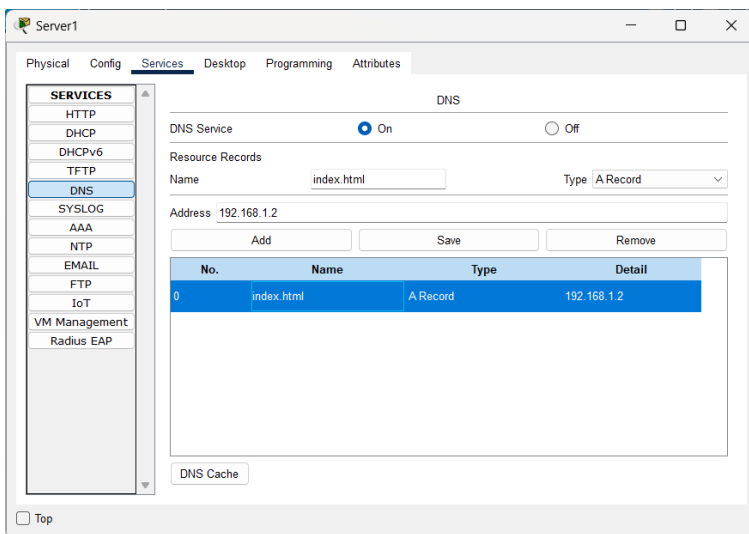 Server1
Physical Config Services Desktop Programming Attributes
SERVICES
HTTP
DHCP
DHCPv6
TFTP
DNS
SYSLOG
AAA
NTP
EMAIL
FTP
IoT
VM Management
Radius EAP
DNS
DNS Service On Off
Resource Records
Name index.html Type A Record
Address 192.168.1.2
Add Save Remove
No. Name Type Detail
0 index.html A Record 192.168.1.2
DNS Cache
Top